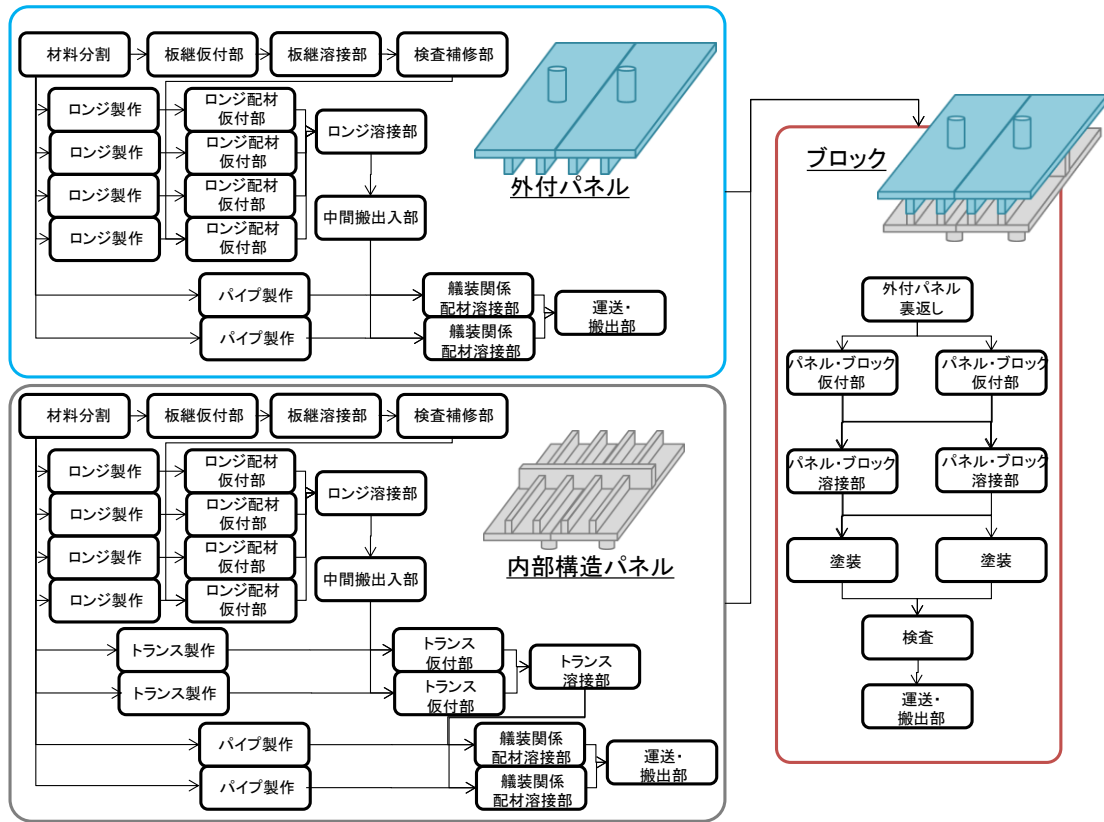 材料分割
板継仮付部
板継溶接部
検査補修部
ロンジ製作
ロンジ製作
ロンジ製作
ロンジ製作
ロンジ配材
仮付部
ロンジ配材
仮付部
ロンジ配材
仮付部
ロンジ配材
仮付部
ロンジ溶接部
中間搬出入部
外付パネル
パイプ製作
パイプ製作
艤装関係
配材溶接部
艤装関係
配材溶接部
運送・
搬出部
材料分割
板継仮付部
板継溶接部
検査補修部
ロンジ製作
ロンジ製作
ロンジ製作
ロンジ製作
ロンジ配材
仮付部
ロンジ配材
仮付部
ロンジ配材
仮付部
ロンジ配材
仮付部
ロンジ溶接部
中間搬出入部
内部構造パネル
トランス製作
トランス製作
トランス
仮付部
トランス
仮付部
トランス
溶接部
パイプ製作
パイプ製作
艤装関係
配材溶接部
艤装関係
配材溶接部
運送・
搬出部
ブロック
外付パネル
裏返し
パネル・ブロック
仮付部
パネル・ブロック
仮付部
パネル・ブロック
溶接部
パネル・ブロック
溶接部
塗装
塗装
検査
運送・
搬出部